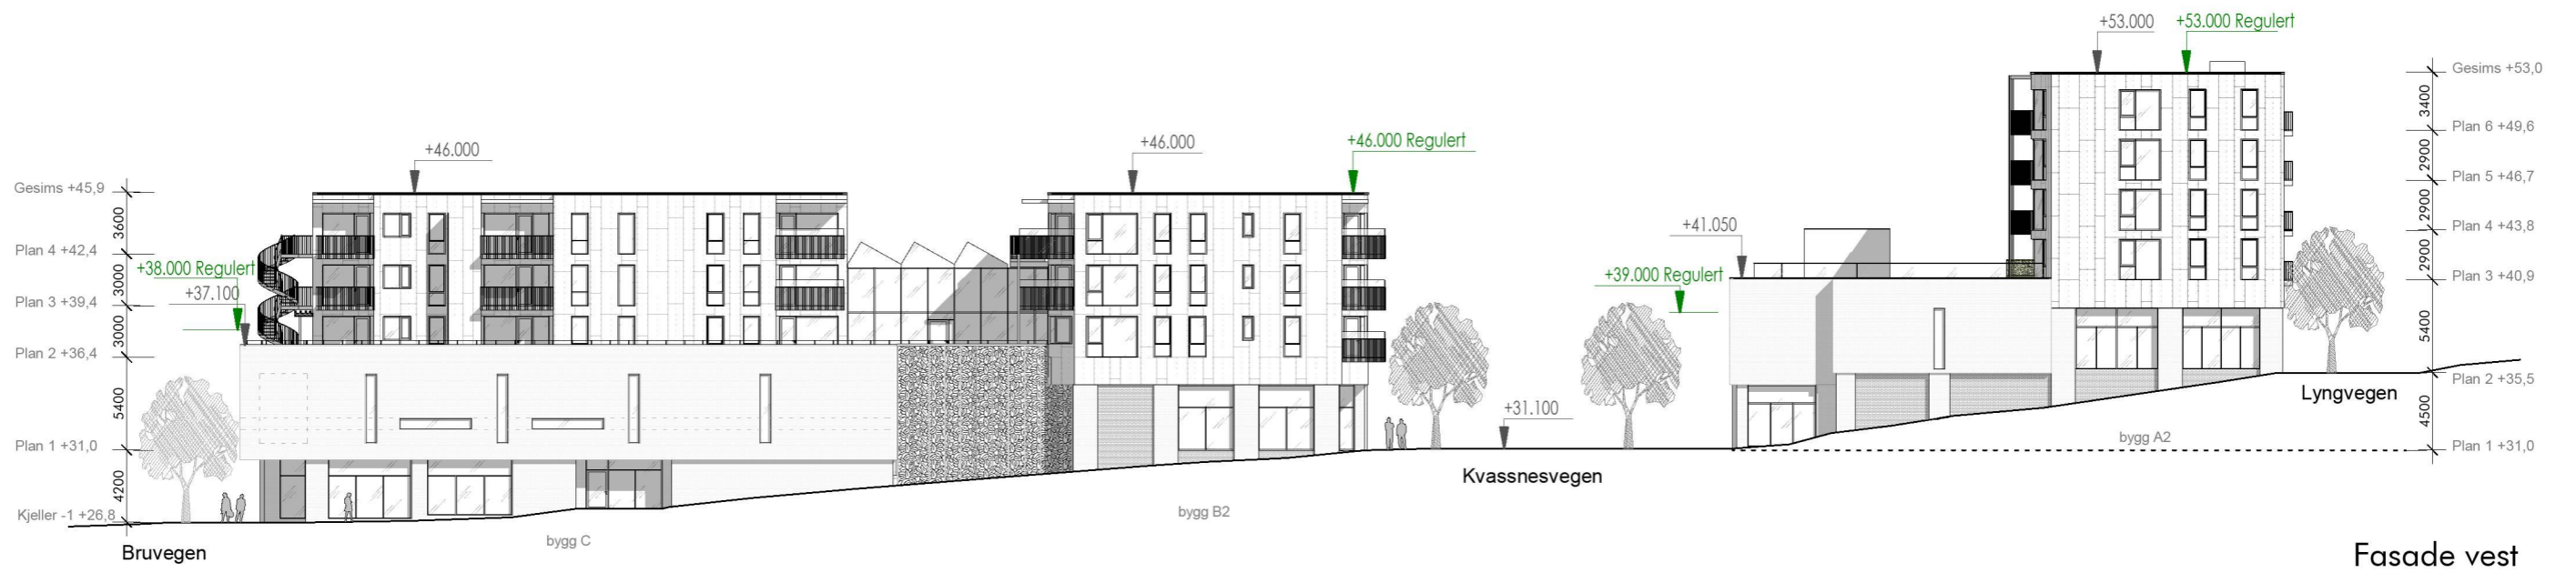 +53.000
+53.000 Regulert
Gesims +53,0
3400
Plan 6 +49,6
2900
Plan 5 +46,7
2900
Plan 4 +43,8
2900
Plan 3 +40,9
5400
Plan 2 +35,5
4500
Plan 1 +31,0
+46.000
+46.000
+46.000 Regulert
Gesims +45,9
3600
Plan 4 +42,4
+38.000 Regulert
3000
+37.100
Plan 3 +39,4
3000
Plan 2 +36,4
5400
Plan 1 +31,0
4200
Kjeller -1 +26,8
+41.050
+39.000 Regulert
+31.100
Lyngvegen
bygg A2
Kvassnesvegen
bygg B2
bygg C
Bruvegen
Fasade vest